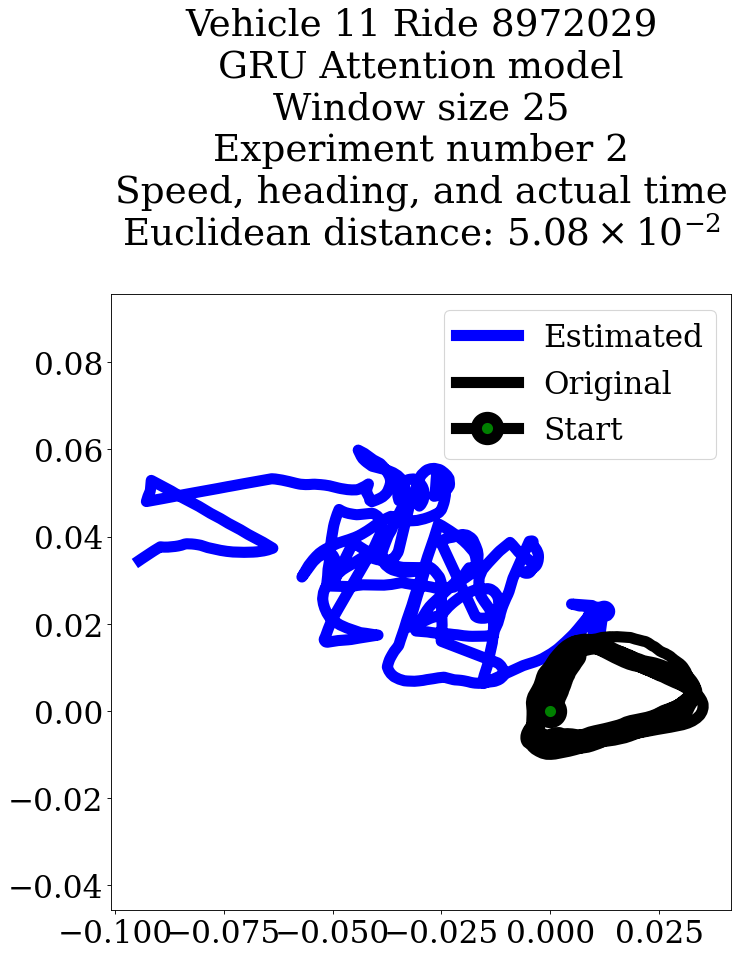 Vehicle 11 Ride 8972029
GRU Attention model
Window size 25
Experiment number 2
Speed, heading, and actual time
Euclidean distance: 5.08 × 10⁻²
Estimated
Original
Start
0.08
0.06
0.04
0.02
0.00
−0.02
−0.04
−0.100 −0.075 −0.050 −0.025 0.000 0.025